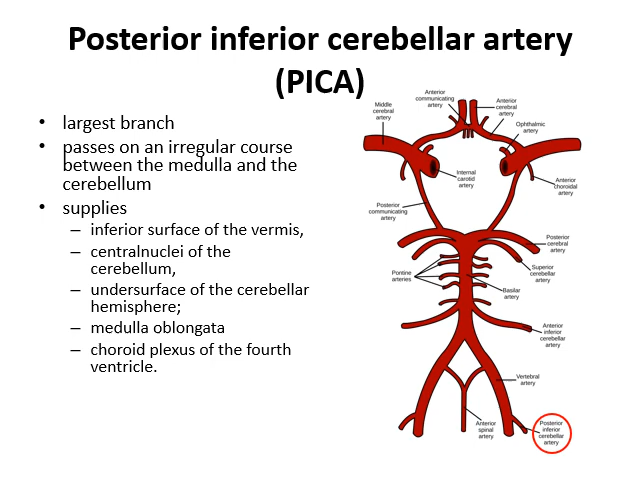 Posterior inferior cerebellar artery
(PICA)
• largest branch
• passes on an irregular course
between the medulla and the
cerebellum
• supplies
– inferior surface of the vermis,
– centralnuclei of the
cerebellum,
– undersurface of the cerebellar
hemisphere;
– medulla oblongata
– choroid plexus of the fourth
ventricle.
Anterior
communicating
artery
Middle
cerebral
artery
Anterior
cerebral
artery
Ophthalmic
artery
Internal
carotid
artery
Anterior
choroidal
artery
Posterior
communicating
artery
Posterior
cerebral
artery
Superior
cerebellar
artery
Pontine
arteries
Basilar
artery
Anterior
inferior
cerebellar
artery
Vertebral
artery
Anterior
spinal
artery
Posterior
inferior
cerebellar
artery